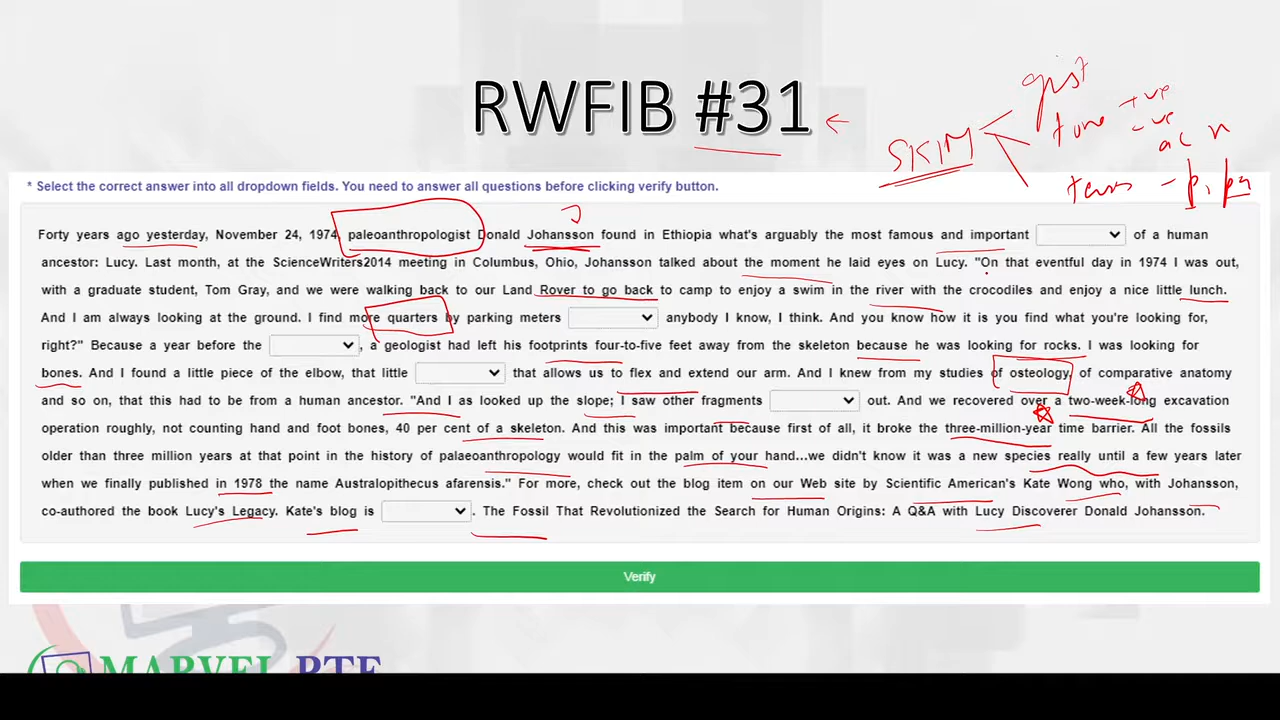 RWFIB #31
SKIM
gist
tone +ve
-ve
ac n
tens - p, pa
* Select the correct answer into all dropdown fields. You need to answer all questions before clicking verify button.
Forty years ago yesterday, November 24, 1974, paleoanthropologist Donald Johansson found in Ethiopia what's arguably the most famous and important of a human
ancestor: Lucy. Last month, at the ScienceWriters2014 meeting in Columbus, Ohio, Johansson talked about the moment he laid eyes on Lucy. "On that eventful day in 1974 I was out,
with a graduate student, Tom Gray, and we were walking back to our Land Rover to go back to camp to enjoy a swim in the river with the crocodiles and enjoy a nice little lunch.
And I am always looking at the ground. I find more quarters by parking meters anybody I know, I think. And you know how it is you find what you're looking for,
right?" Because a year before the , a geologist had left his footprints four-to-five feet away from the skeleton because he was looking for rocks. I was looking for
bones. And I found a little piece of the elbow, that little that allows us to flex and extend our arm. And I knew from my studies of osteology, of comparative anatomy
and so on, that this had to be from a human ancestor. "And I as looked up the slope; I saw other fragments out. And we recovered over a two-week-long excavation
operation roughly, not counting hand and foot bones, 40 per cent of a skeleton. And this was important because first of all, it broke the three-million-year time barrier. All the fossils
older than three million years at that point in the history of palaeoanthropology would fit in the palm of your hand...we didn't know it was a new species really until a few years later
when we finally published in 1978 the name Australopithecus afarensis." For more, check out the blog item on our Web site by Scientific American's Kate Wong who, with Johansson,
co-authored the book Lucy's Legacy. Kate's blog is . The Fossil That Revolutionized the Search for Human Origins: A Q&A with Lucy Discoverer Donald Johansson.
Verify
MARVEL PTE